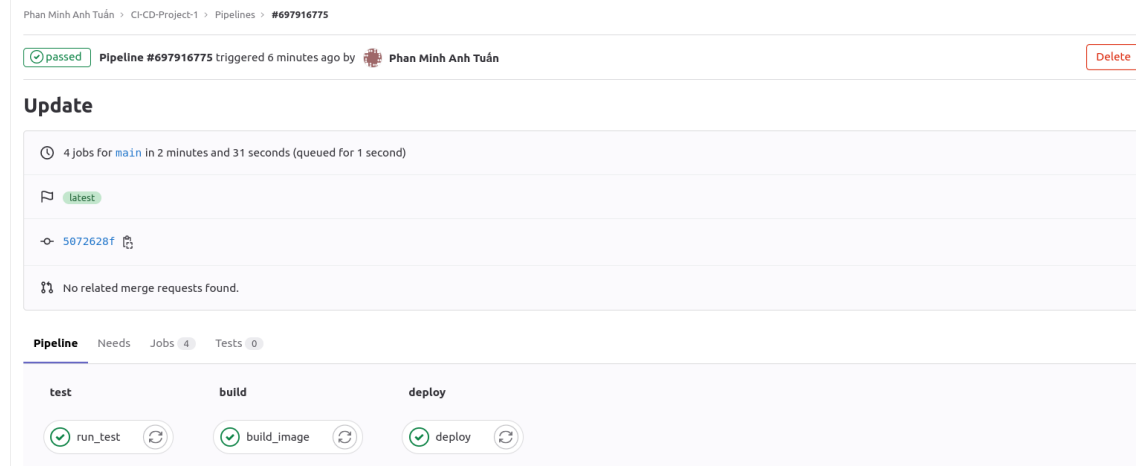 Phan Minh Anh Tuấn > CI-CD-Project-1 > Pipelines > #697916775
passed Pipeline #697916775 triggered 6 minutes ago by Phan Minh Anh Tuấn Delete
Update
4 jobs for main in 2 minutes and 31 seconds (queued for 1 second)
latest
5072628f
No related merge requests found.
Pipeline Needs Jobs 4 Tests 0
test build deploy
run_test build_image deploy